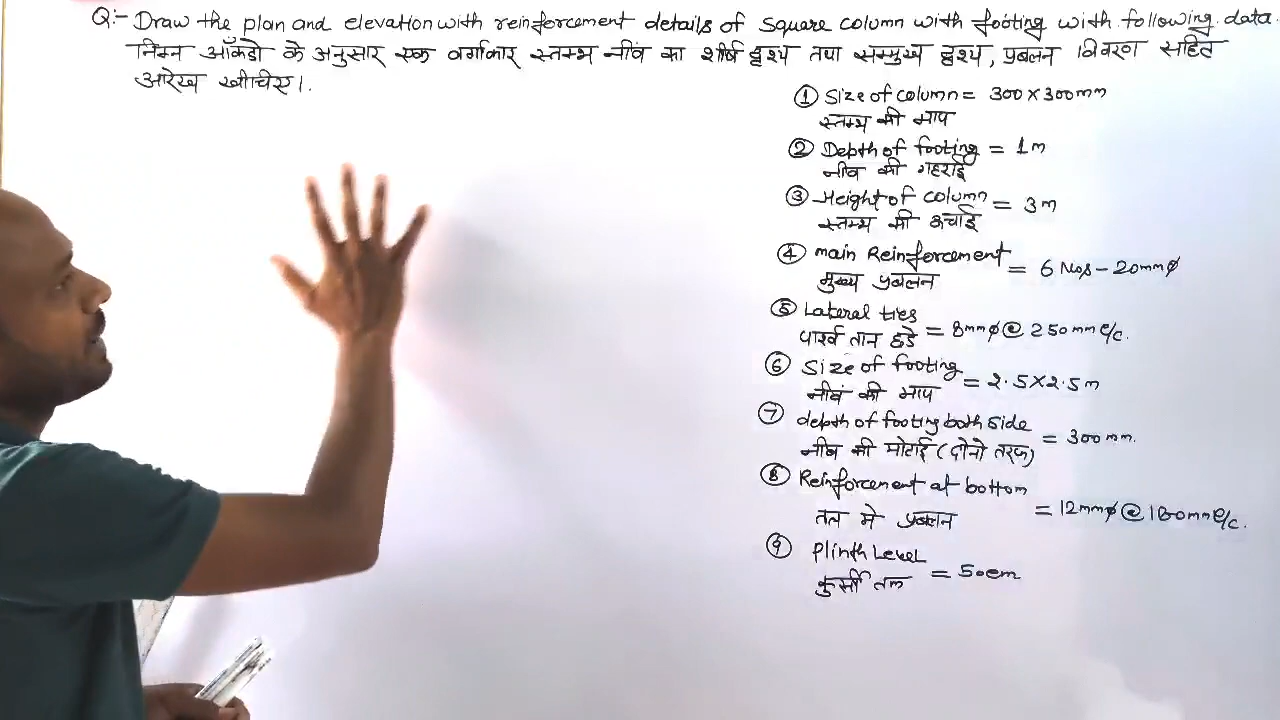 Q:- Draw the plan and elevation with reinforcement details of square column with footing with following data.
निम्न आँकडो के अनुसार एक वर्गाकार स्तम्भ नींव का शीर्ष दृश्य तथा सम्मुख दृश्य, प्रबलन विवरण सहित
आरेख खीचिए।
① Size of column = 300 x 300mm
स्तम्भ की माप
② Depth of footing = 1m
नींव की गहराई
③ Height of column = 3m
स्तम्भ की ऊचाई
④ main Reinforcement = 6 Nos - 20mmφ
मुख्य प्रबलन
⑤ Lateral ties = 8mmφ@ 250mm c/c.
पार्श्व तान छडे
⑥ Size of footing = 2.5X2.5m
नीवं की माप
⑦ depth of footing both side = 300mm.
नींव की मोटाई (दोनो तरफ)
⑧ Reinforcement at bottom = 12mmφ@ 180mm c/c.
तल मे प्रबलन
⑨ Plinth Level = 50cm
कुर्सी तल